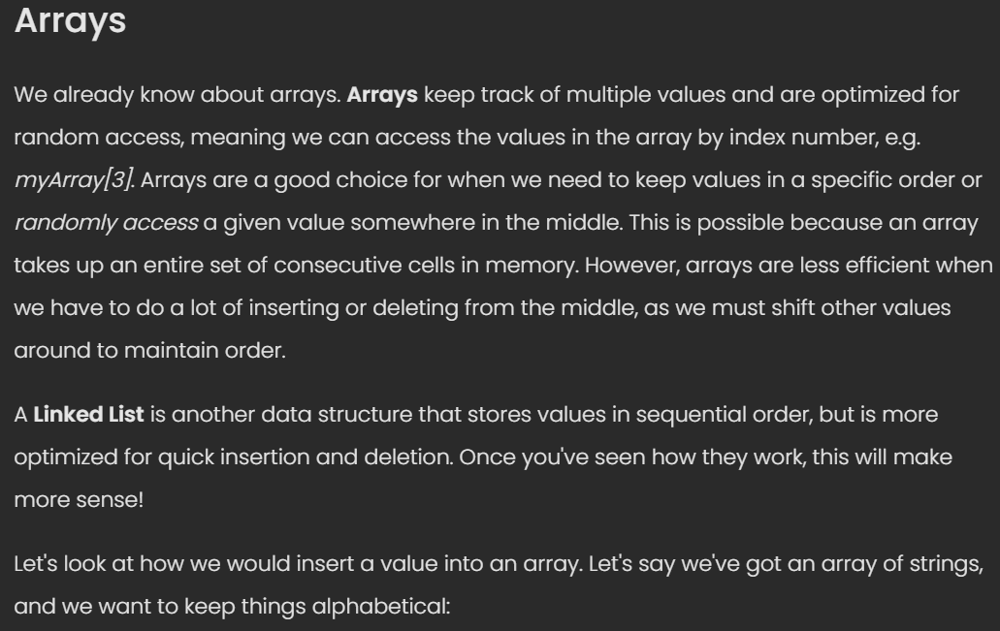 Arrays
We already know about arrays. Arrays keep track of multiple values and are optimized for
random access, meaning we can access the values in the array by index number, e.g.
myArray[3]. Arrays are a good choice for when we need to keep values in a specific order or
randomly access a given value somewhere in the middle. This is possible because an array
takes up an entire set of consecutive cells in memory. However, arrays are less efficient when
we have to do a lot of inserting or deleting from the middle, as we must shift other values
around to maintain order.
A Linked List is another data structure that stores values in sequential order, but is more
optimized for quick insertion and deletion. Once you've seen how they work, this will make
more sense!
Let's look at how we would insert a value into an array. Let's say we've got an array of strings,
and we want to keep things alphabetical: